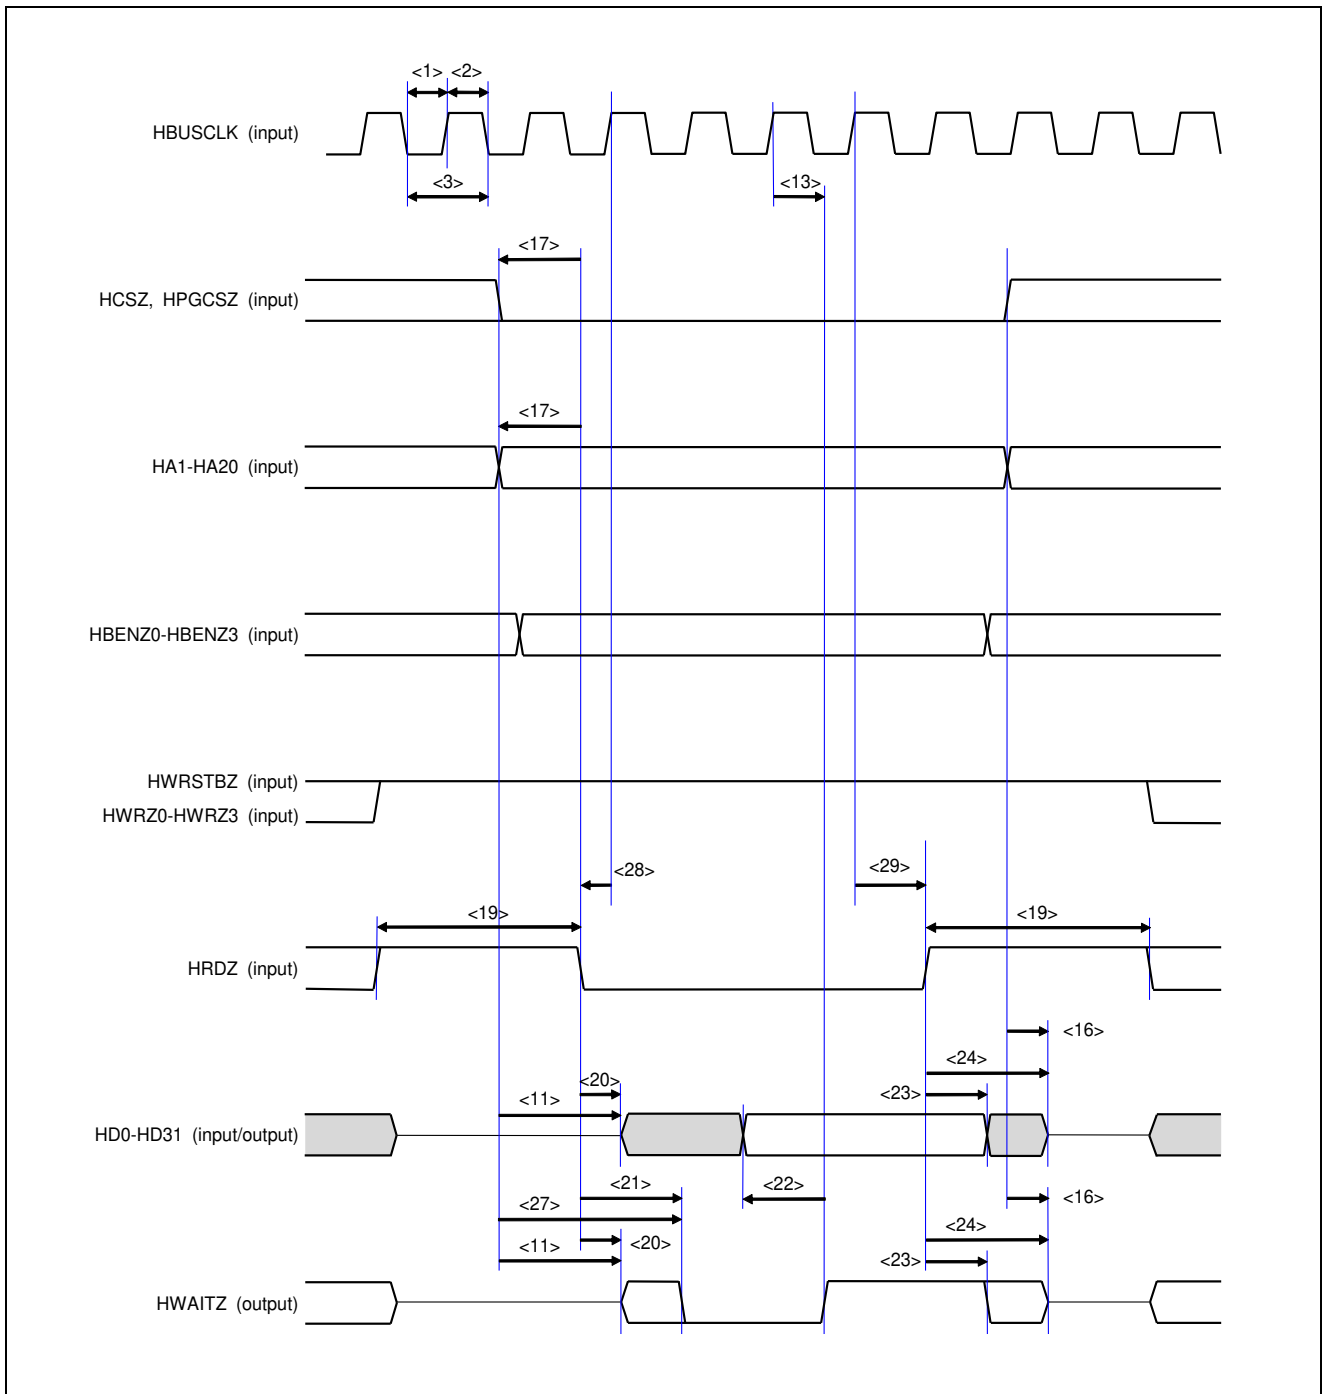 <1> <2>
HBUSCLK (input)
<3> <13>
<17>
HCSZ, HPGCSZ (input)
<17>
HA1-HA20 (input)
HBENZ0-HBENZ3 (input)
HWRSTBZ (input)
HWRZ0-HWRZ3 (input)
<28> <29>
<19> <19>
HRDZ (input)
<16>
<24>
<20> <23>
<11>
HD0-HD31 (input/output)
<21> <22> <16>
<27>
<24>
<20>
<11> <23>
HWAITZ (output)